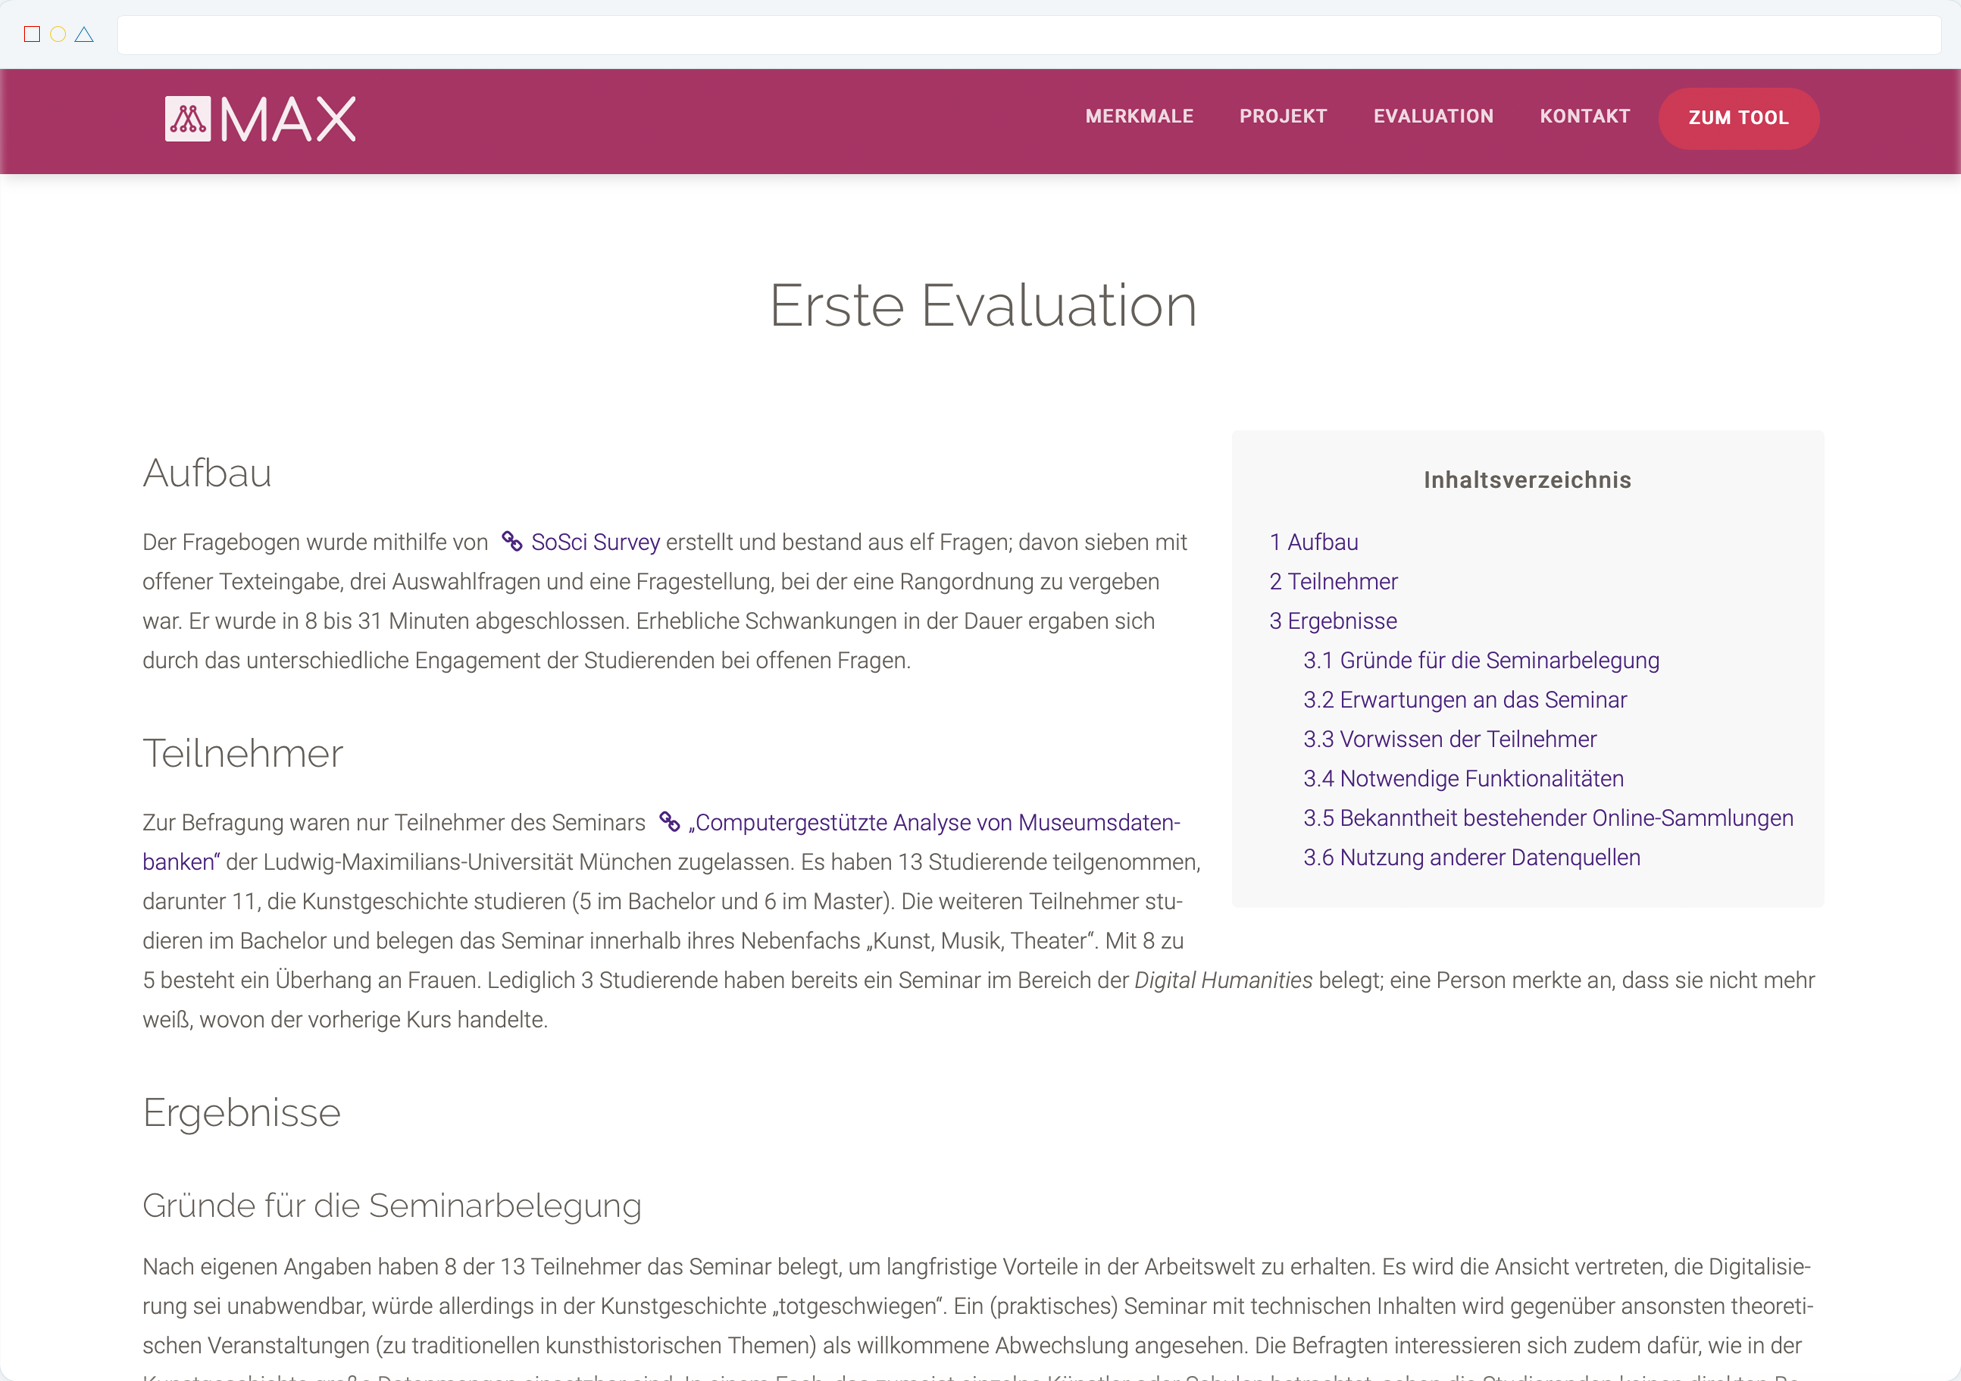 MAX
MERKMALE
PROJEKT
EVALUATION
KONTAKT
ZUM TOOL
Erste Evaluation
Aufbau
Der Fragebogen wurde mithilfe von SoSci Survey erstellt und bestand aus elf Fragen; davon sieben mit
offener Texteingabe, drei Auswahlfragen und eine Fragestellung, bei der eine Rangordnung zu vergeben
war. Er wurde in 8 bis 31 Minuten abgeschlossen. Erhebliche Schwankungen in der Dauer ergaben sich
durch das unterschiedliche Engagement der Studierenden bei offenen Fragen.
Inhaltsverzeichnis
1 Aufbau
2 Teilnehmer
3 Ergebnisse
3.1 Gründe für die Seminarbelegung
3.2 Erwartungen an das Seminar
3.3 Vorwissen der Teilnehmer
3.4 Notwendige Funktionalitäten
3.5 Bekanntheit bestehender Online-Sammlungen
3.6 Nutzung anderer Datenquellen
Teilnehmer
Zur Befragung waren nur Teilnehmer des Seminars „Computergestützte Analyse von Museumsdaten-
banken“ der Ludwig-Maximilians-Universität München zugelassen. Es haben 13 Studierende teilgenommen,
darunter 11, die Kunstgeschichte studieren (5 im Bachelor und 6 im Master). Die weiteren Teilnehmer stu-
dieren im Bachelor und belegen das Seminar innerhalb ihres Nebenfachs „Kunst, Musik, Theater“. Mit 8 zu
5 besteht ein Überhang an Frauen. Lediglich 3 Studierende haben bereits ein Seminar im Bereich der Digital Humanities belegt; eine Person merkte an, dass sie nicht mehr
weiß, wovon der vorherige Kurs handelte.
Ergebnisse
Gründe für die Seminarbelegung
Nach eigenen Angaben haben 8 der 13 Teilnehmer das Seminar belegt, um langfristige Vorteile in der Arbeitswelt zu erhalten. Es wird die Ansicht vertreten, die Digitalisie-
rung sei unabwendbar, würde allerdings in der Kunstgeschichte „totgeschwiegen“. Ein (praktisches) Seminar mit technischen Inhalten wird gegenüber ansonsten theoreti-
schen Veranstaltungen (zu traditionellen kunsthistorischen Themen) als willkommene Abwechslung angesehen. Die Befragten interessieren sich zudem dafür, wie in der